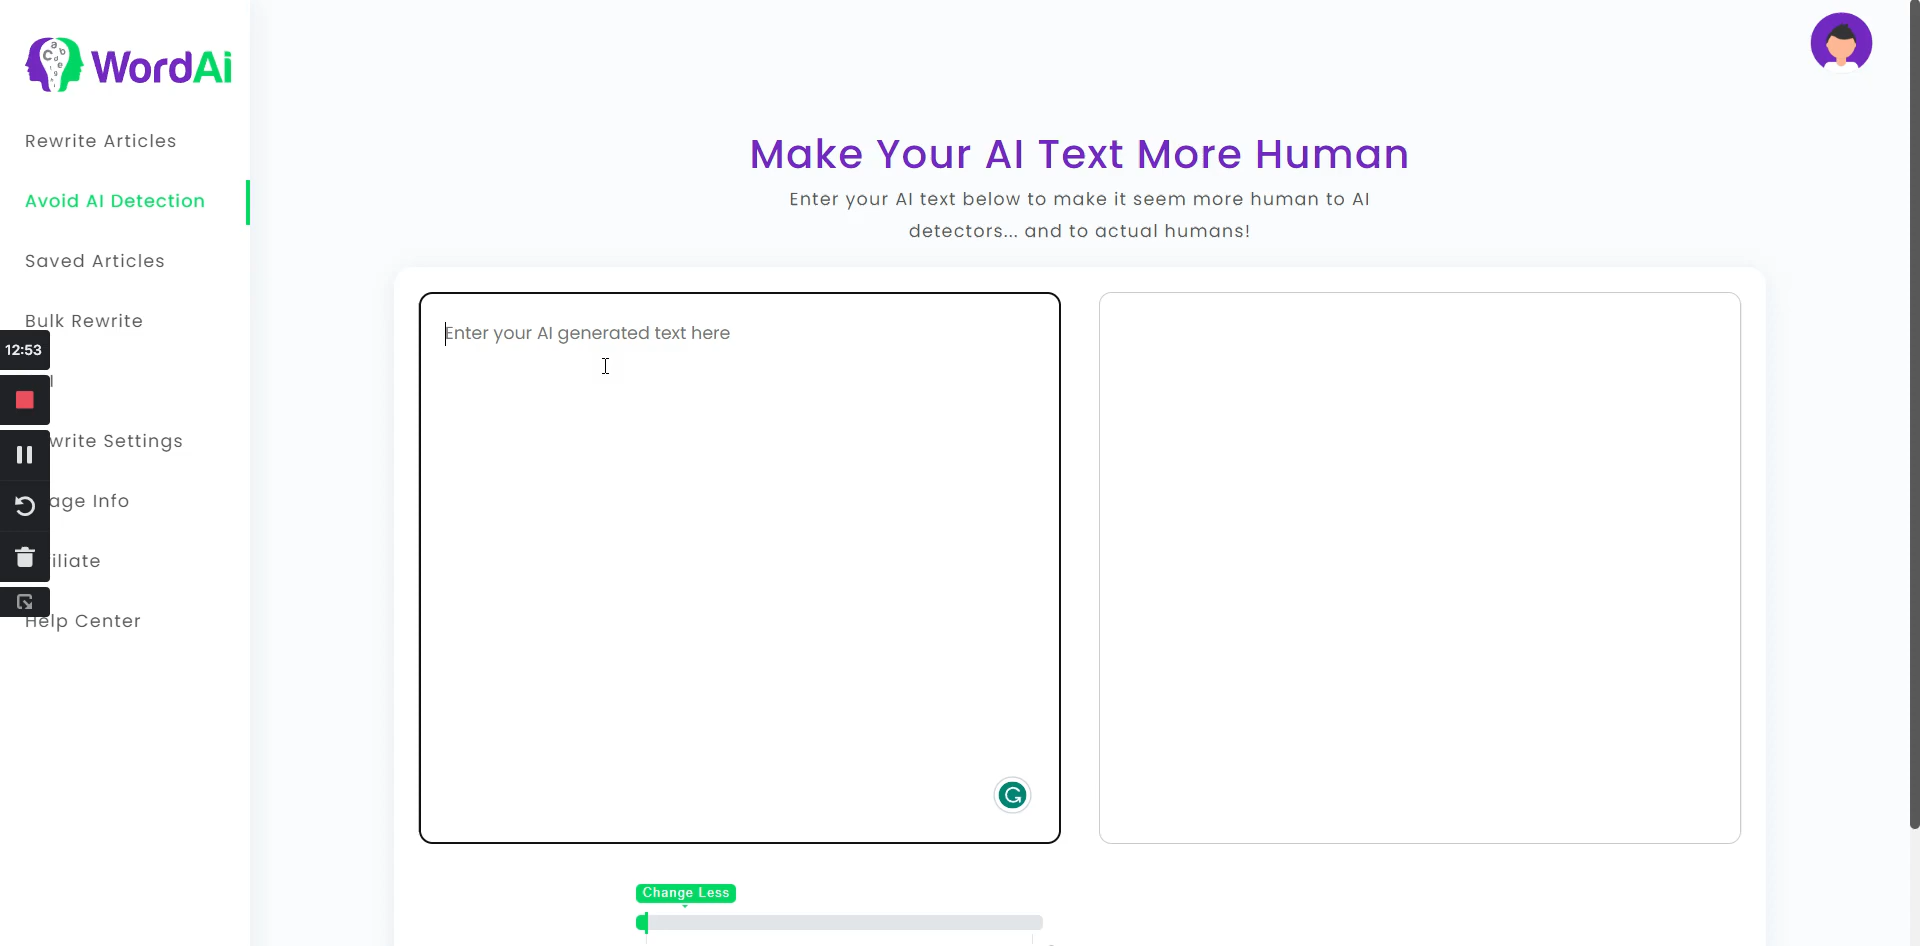 WordAi
Rewrite Articles
Avoid AI Detection
Saved Articles
Bulk Rewrite
12:53
write Settings
age Info
iliate
Help Center
Make Your AI Text More Human
Enter your AI text below to make it seem more human to AI
detectors... and to actual humans!
Enter your AI generated text here
Change Less